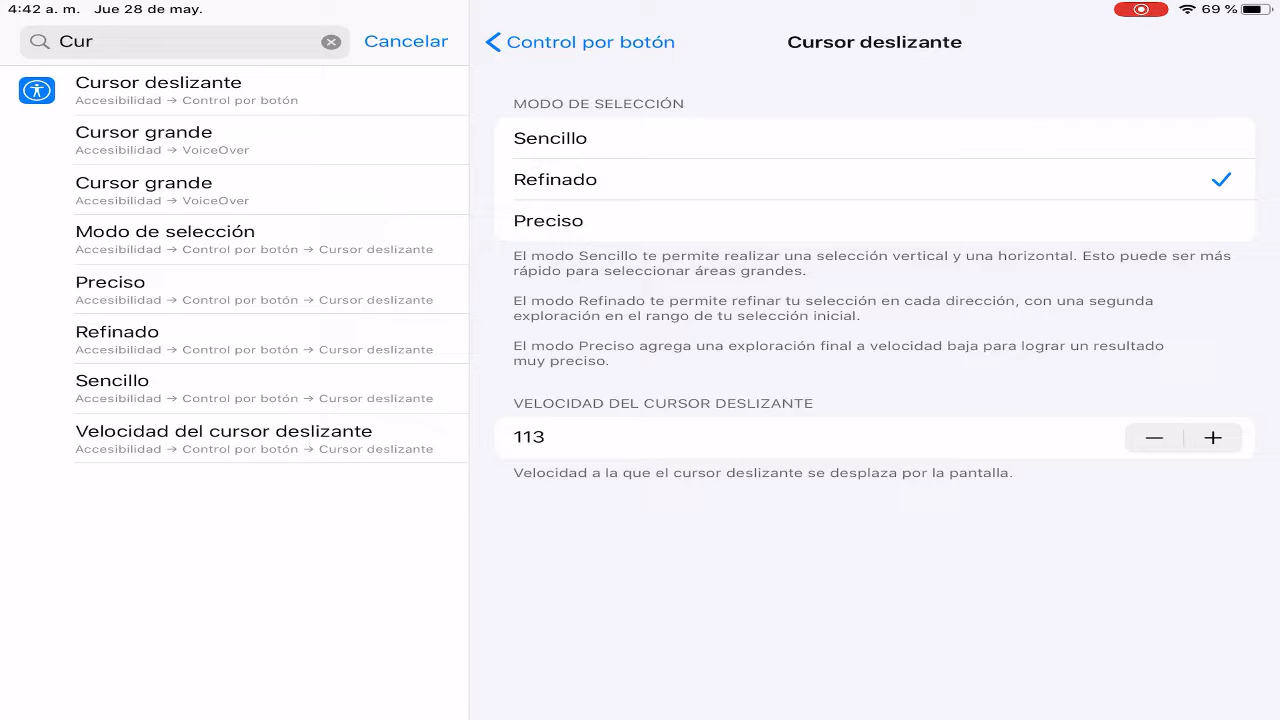 4:42 a. m. Jue 28 de may.
69 %
Cur
Cancelar
Cursor deslizante
Accesibilidad → Control por botón
Cursor grande
Accesibilidad → VoiceOver
Cursor grande
Accesibilidad → VoiceOver
Modo de selección
Accesibilidad → Control por botón → Cursor deslizante
Preciso
Accesibilidad → Control por botón → Cursor deslizante
Refinado
Accesibilidad → Control por botón → Cursor deslizante
Sencillo
Accesibilidad → Control por botón → Cursor deslizante
Velocidad del cursor deslizante
Accesibilidad → Control por botón → Cursor deslizante
Control por botón
Cursor deslizante
MODO DE SELECCIÓN
Sencillo
Refinado
Preciso
El modo Sencillo te permite realizar una selección vertical y una horizontal. Esto puede ser más
rápido para seleccionar áreas grandes.
El modo Refinado te permite refinar tu selección en cada dirección, con una segunda
exploración en el rango de tu selección inicial.
El modo Preciso agrega una exploración final a velocidad baja para lograr un resultado
muy preciso.
VELOCIDAD DEL CURSOR DESLIZANTE
113
Velocidad a la que el cursor deslizante se desplaza por la pantalla.